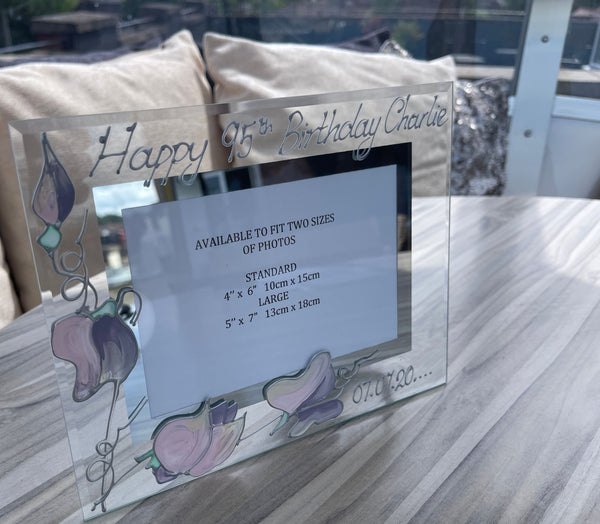 Happy 95th Birthday Charlie
AVAILABLE TO FIT TWO SIZES
OF PHOTOS
STANDARD
4" x 6" 10cm x 15cm
LARGE
5" x 7" 13cm x 18cm
07.07.20....